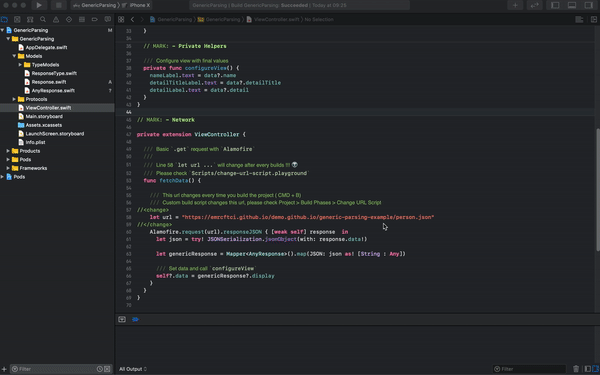 GenericParsing
iPhone X
GenericParsing | Build GenericParsing: Succeeded | Today at 09:25
GenericParsing
M
AppDelegate.swift
Models
TypeModels
ResponseType.swift
Response.swift
A
AnyResponse.swift
?
Protocols
ViewController.swift
Main.storyboard
Assets.xcassets
LaunchScreen.storyboard
Info.plist
Products
Pods
Frameworks
Pods
GenericParsing
GenericParsing
ViewController.swift
No Selection
33 }
34
35 // MARK: - Private Helpers
36
37 /// Configure view with final values
38 private func configureView() {
39 nameLabel.text = data?.name
40 detailTitleLabel.text = data?.detailTitle
41 detailLabel.text = data?.detail
42 }
43 }
44
45 // MARK: - Network
46
47 private extension ViewController {
48
49 /// Basic `.get` request with `Alamofire`
50 ///
51 /// Line 58 `let url ...` will change after every builds !!! 💀
52 /// Please check `Scripts/change-url-script.playground`
53 func fetchData() {
54
55 /// This url changes every time you build the project ( CMD + B)
56 /// Custom build script changes this url, please check Project > Build Phases > Change URL Script
57 //<change>
58 let url = "https://emrcftci.github.io/demo.github.io/generic-parsing-example/person.json"
59 //</change>
60 Alamofire.request(url).responseJSON { [weak self] response in
61 let json = try! JSONSerialization.jsonObject(with: response.data!)
62
63 let genericResponse = Mapper<AnyResponse>().map(JSON: json as! [String : Any])
64
65 /// Set data and call `configureView`
66 self?.data = genericResponse?.display
67 }
68 }
69 }
70
Filter
All Output
Filter